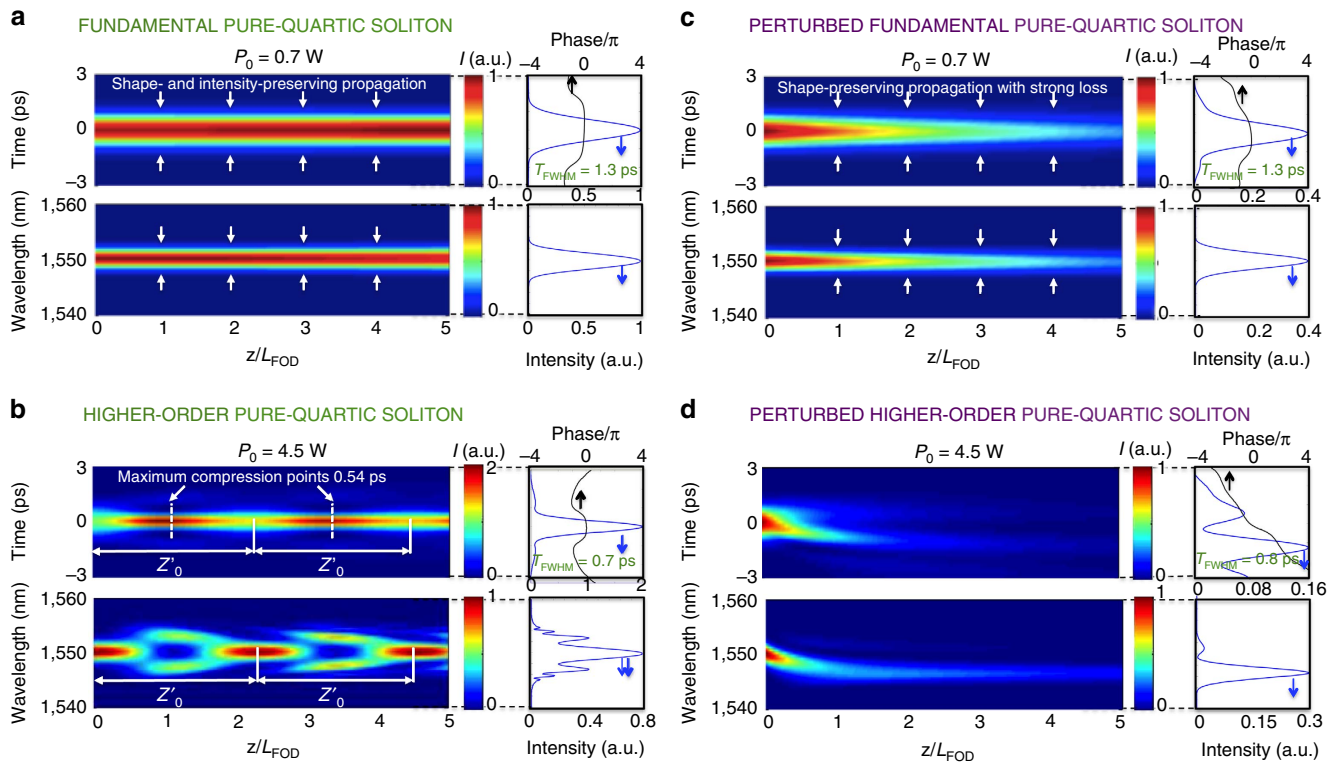 a
FUNDAMENTAL PURE-QUARTIC SOLITON
P0 = 0.7 W
I (a.u.)
Phase/π
−4 0 4
Shape- and intensity-preserving propagation
Time (ps)
3
0
−3
1
0
TFWHM = 1.3 ps
0 0.5 1
Wavelength (nm)
1,560
1,550
1,540
1
0
0 1 2 3 4 5
z/LFOD
Intensity (a.u.)
b
HIGHER-ORDER PURE-QUARTIC SOLITON
P0 = 4.5 W
I (a.u.)
Phase/π
−4 0 4
Maximum compression points 0.54 ps
Time (ps)
3
0
−3
2
0
Z′0 Z′0
TFWHM = 0.7 ps
0 1 2
Wavelength (nm)
1,560
1,550
1,540
1
0
Z′0 Z′0
0 1 2 3 4 5
0 0.4 0.8
z/LFOD
Intensity (a.u.)
c
PERTURBED FUNDAMENTAL PURE-QUARTIC SOLITON
P0 = 0.7 W
I (a.u.)
Phase/π
−4 0 4
Shape-preserving propagation with strong loss
Time (ps)
3
0
−3
1
0
TFWHM = 1.3 ps
0 0.2 0.4
Wavelength (nm)
1,560
1,550
1,540
1
0
0 1 2 3 4 5
0 0.2 0.4
z/LFOD
Intensity (a.u.)
d
PERTURBED HIGHER-ORDER PURE-QUARTIC SOLITON
P0 = 4.5 W
I (a.u.)
Phase/π
−4 0 4
Time (ps)
3
0
−3
1
0
TFWHM = 0.8 ps
0 0.08 0.16
Wavelength (nm)
1,560
1,550
1,540
1
0
0 1 2 3 4 5
0 0.15 0.3
z/LFOD
Intensity (a.u.)